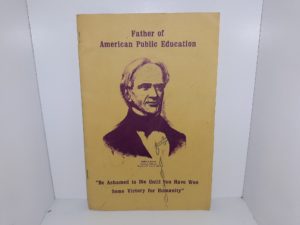 Father of
American Public Education
"Be Ashamed to Die Until You Have Won
Some Victory for Humanity"